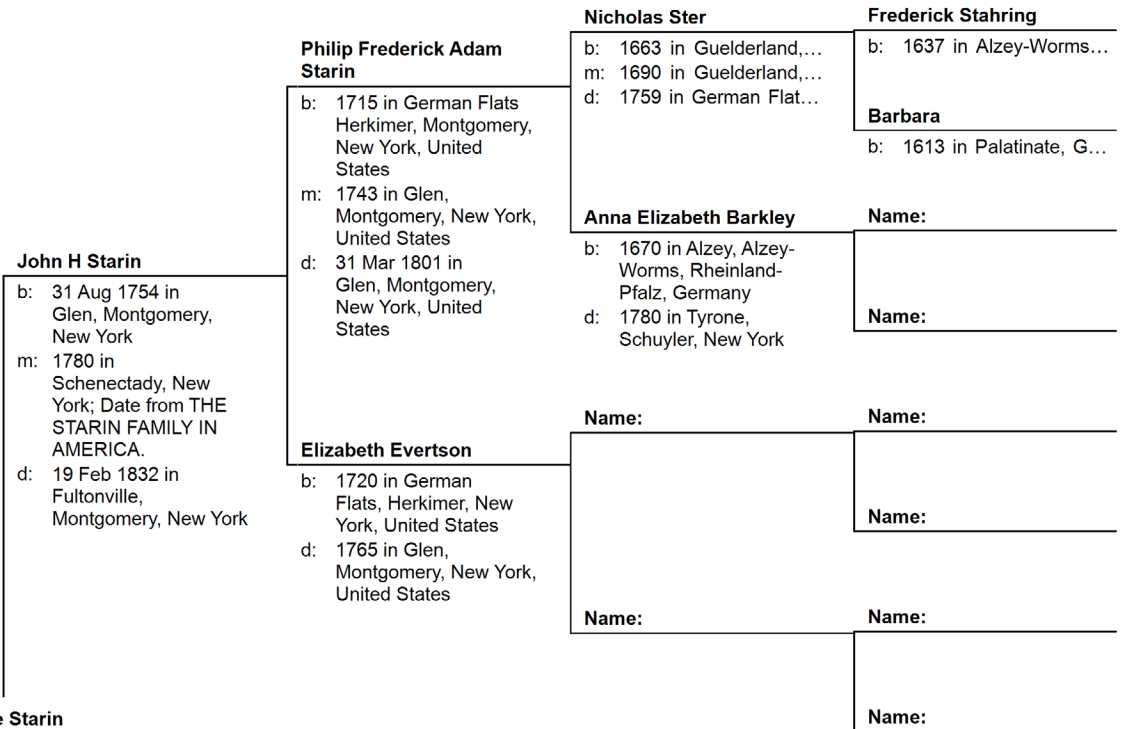 John H Starin
b: 31 Aug 1754 in
Glen, Montgomery,
New York
m: 1780 in
Schenectady, New
York; Date from THE
STARIN FAMILY IN
AMERICA.
d: 19 Feb 1832 in
Fultonville,
Montgomery, New York
e Starin
Philip Frederick Adam
Starin
b: 1715 in German Flats
Herkimer, Montgomery,
New York, United
States
m: 1743 in Glen,
Montgomery, New York,
United States
d: 31 Mar 1801 in
Glen, Montgomery,
New York, United
States
Elizabeth Evertson
b: 1720 in German
Flats, Herkimer, New
York, United States
d: 1765 in Glen,
Montgomery, New York,
United States
Nicholas Ster
b: 1663 in Guelderland,…
m: 1690 in Guelderland,…
d: 1759 in German Flat…
Anna Elizabeth Barkley
b: 1670 in Alzey, Alzey-
Worms, Rheinland-
Pfalz, Germany
d: 1780 in Tyrone,
Schuyler, New York
Name:
Name:
Frederick Stahring
b: 1637 in Alzey-Worms…
Barbara
b: 1613 in Palatinate, G…
Name:
Name:
Name:
Name:
Name:
Name: